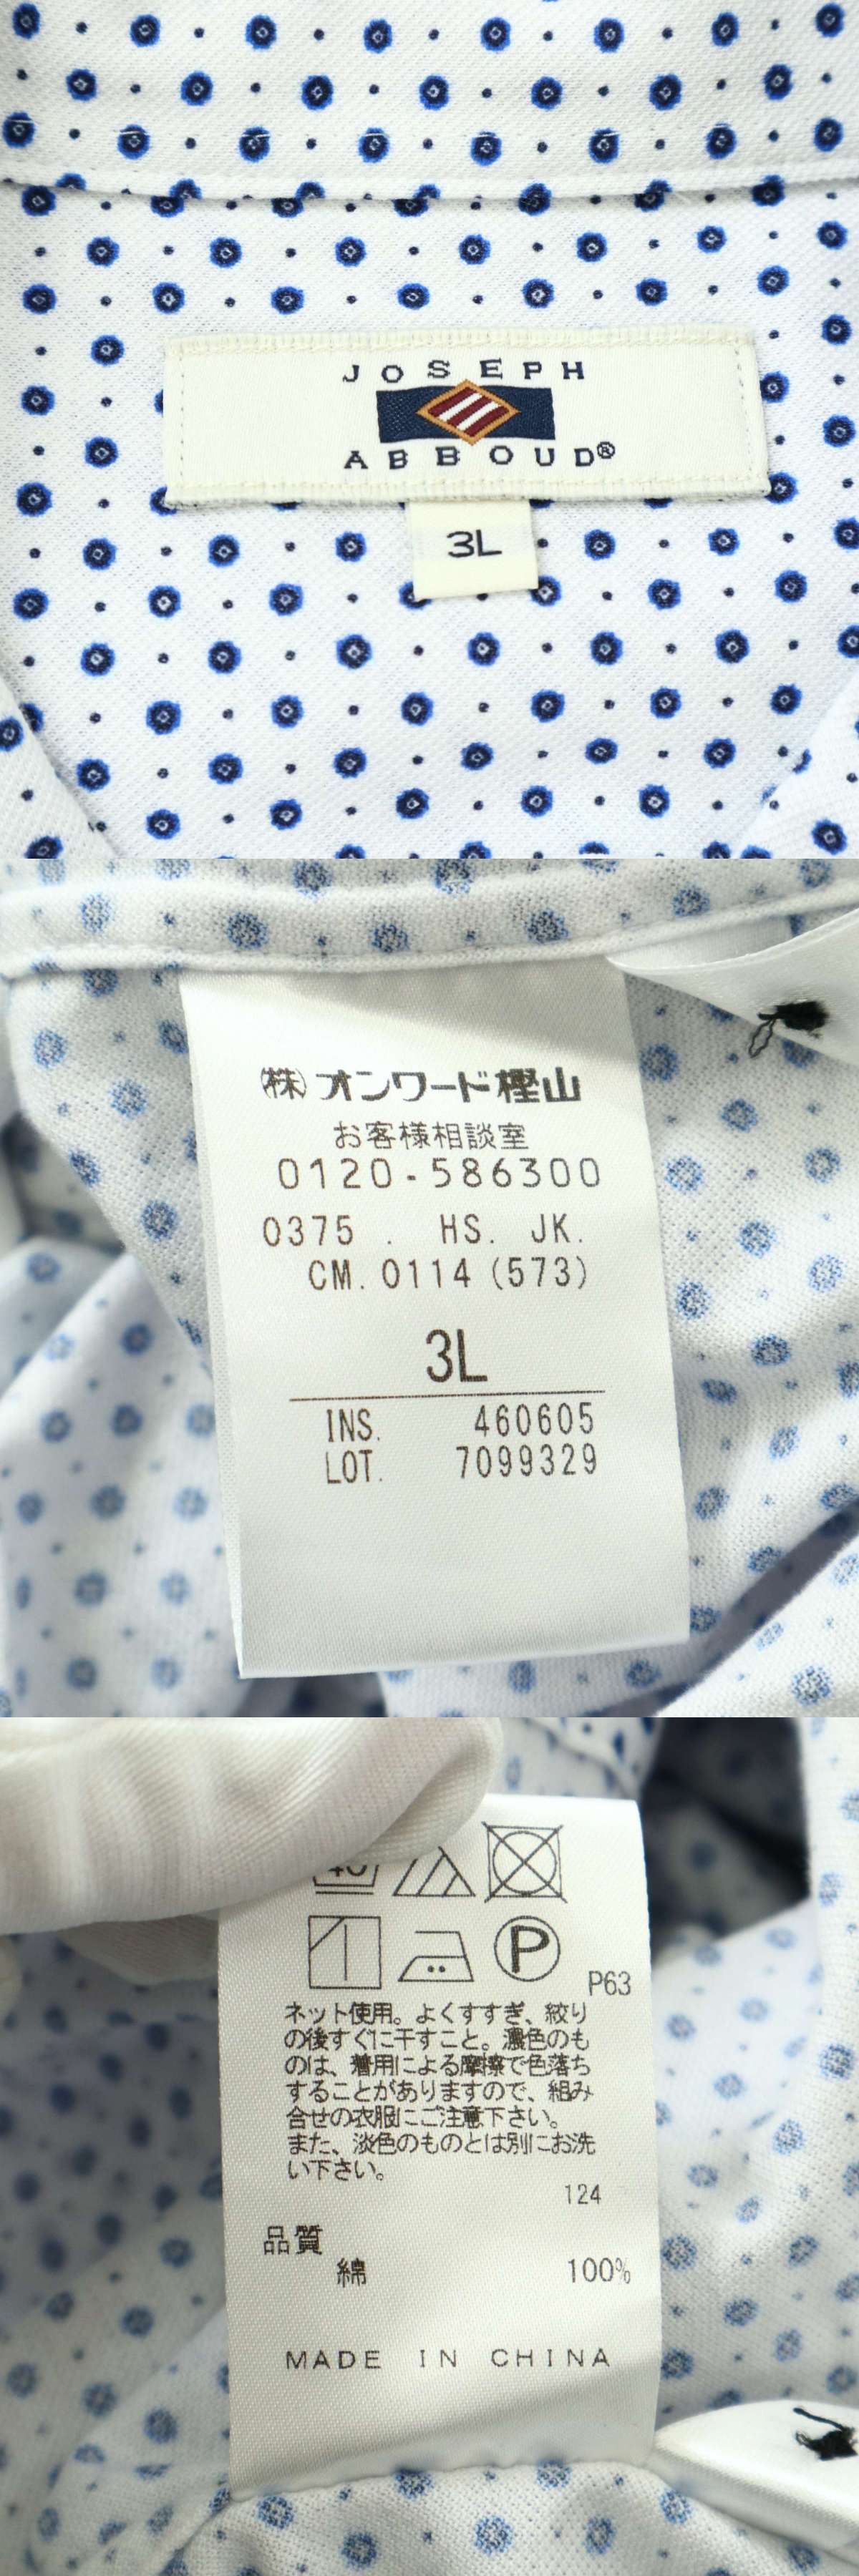 JOSEPH
ABBOUD®
3L
㈱オンワード樫山
お客様相談室
0120-586300
0375 . HS. JK.
CM. 0114 (573)
3L
INS. 460605
LOT. 7099329
40
P
P63
ネット使用。よくすすぎ、絞り
の後すぐに干すこと。濃色のも
のは、着用による摩擦で色落ち
することがありますので、組み
合せの衣服にご注意下さい。
また、淡色のものとは別にお洗
い下さい。
124
品質
綿 100%
MADE IN CHINA